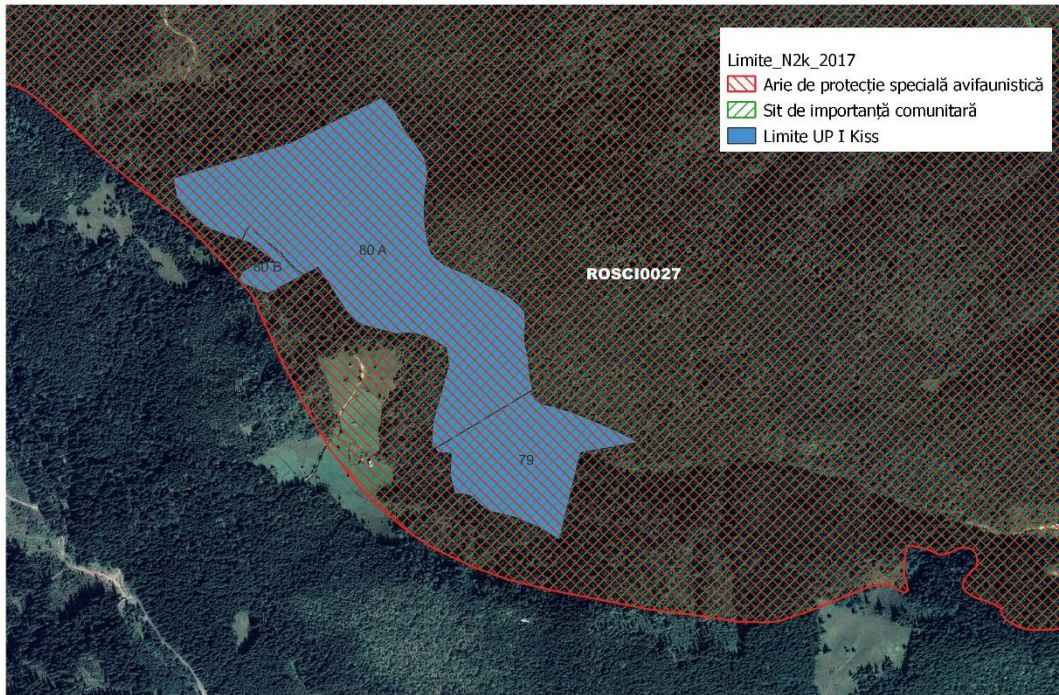 Limite_N2k_2017
Arie de protecție specială avifaunistică
Sit de importanță comunitară
Limite UP I Kiss
80 A
80 B
ROSCI0027
79